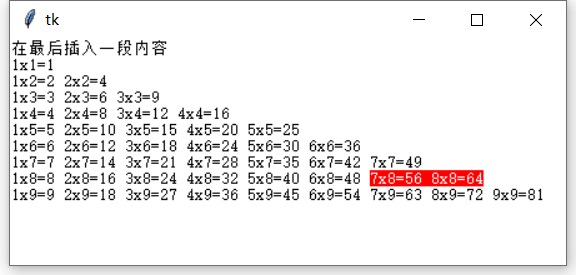 tk
在最后插入一段内容
1x1=1
1x2=2 2x2=4
1x3=3 2x3=6 3x3=9
1x4=4 2x4=8 3x4=12 4x4=16
1x5=5 2x5=10 3x5=15 4x5=20 5x5=25
1x6=6 2x6=12 3x6=18 4x6=24 5x6=30 6x6=36
1x7=7 2x7=14 3x7=21 4x7=28 5x7=35 6x7=42 7x7=49
1x8=8 2x8=16 3x8=24 4x8=32 5x8=40 6x8=48 7x8=56 8x8=64
1x9=9 2x9=18 3x9=27 4x9=36 5x9=45 6x9=54 7x9=63 8x9=72 9x9=81